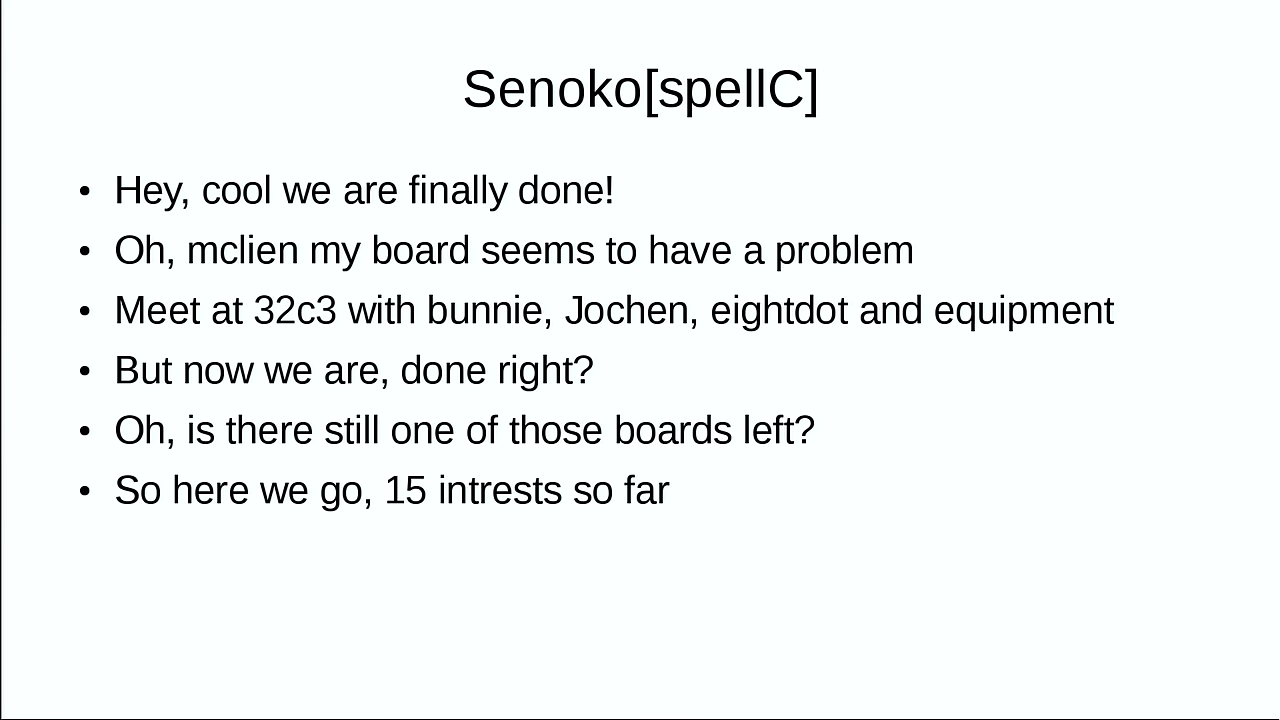 Senoko[spellC]
• Hey, cool we are finally done!
• Oh, mclien my board seems to have a problem
• Meet at 32c3 with bunnie, Jochen, eightdot and equipment
• But now we are, done right?
• Oh, is there still one of those boards left?
• So here we go, 15 intrests so far